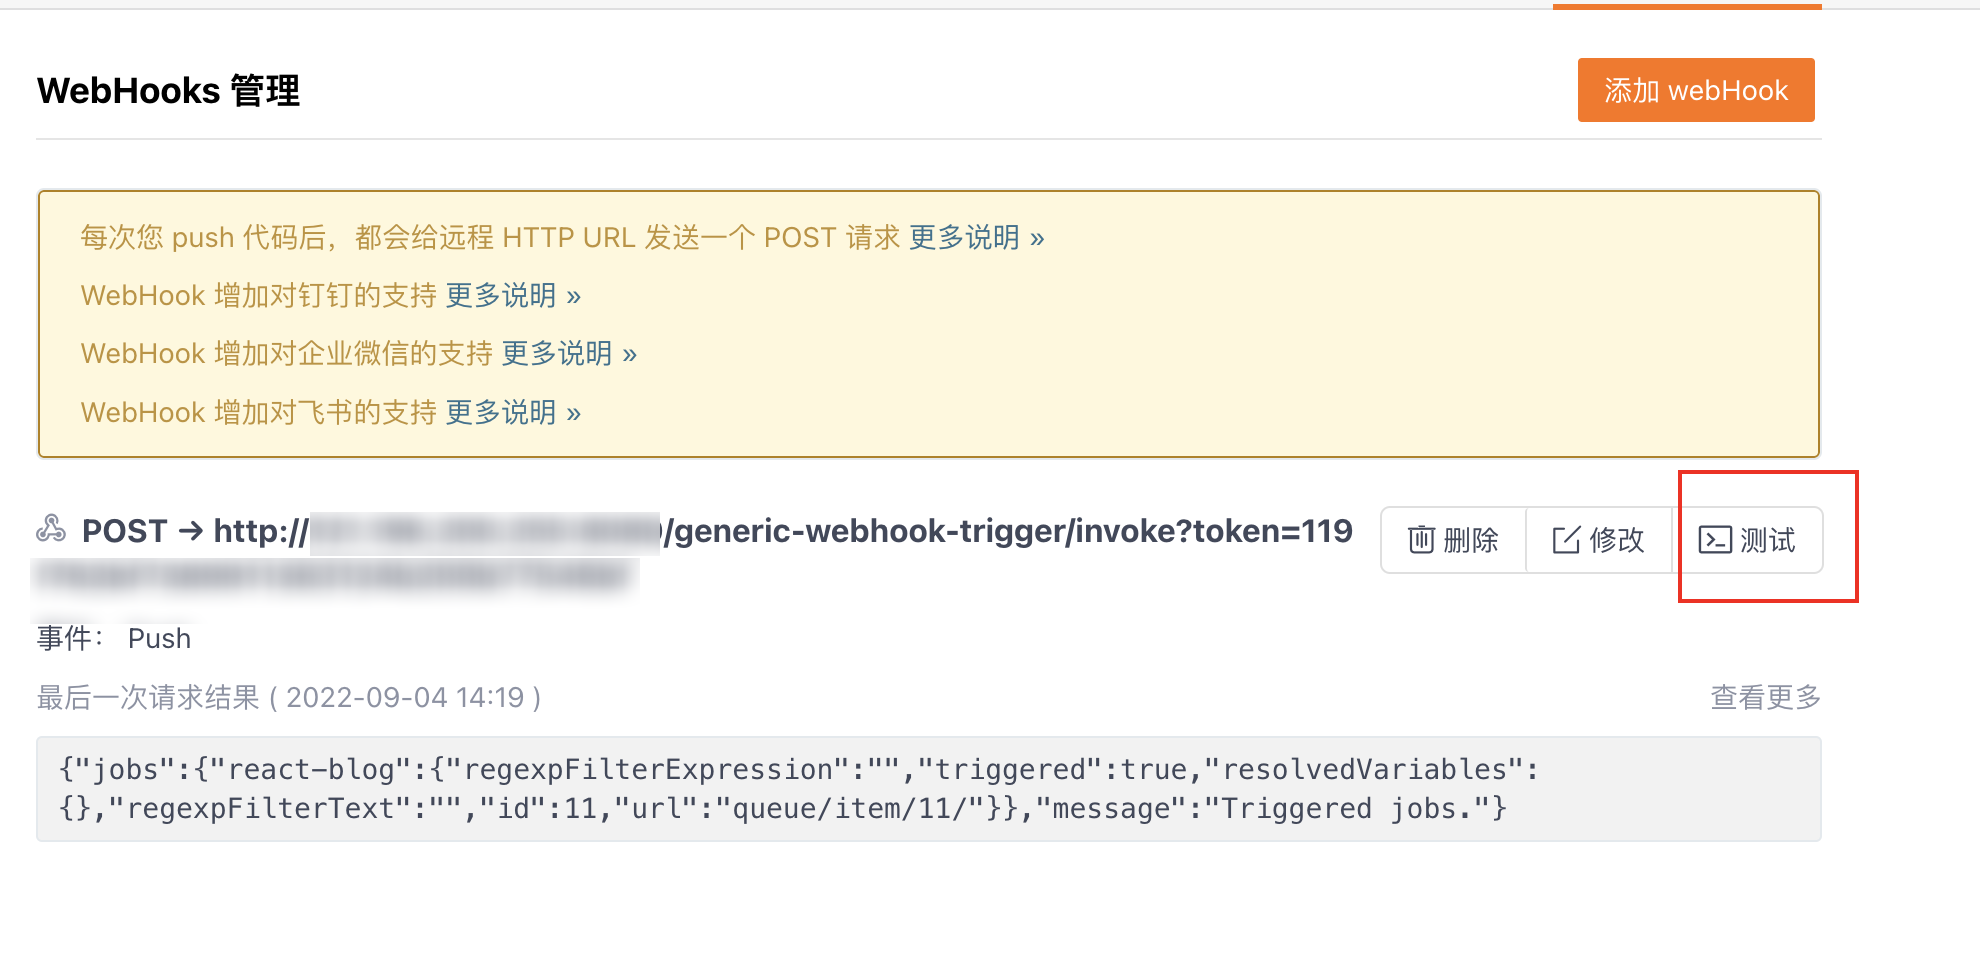 WebHooks 管理
添加 webHook
每次您 push 代码后，都会给远程 HTTP URL 发送一个 POST 请求 更多说明 »
WebHook 增加对钉钉的支持 更多说明 »
WebHook 增加对企业微信的支持 更多说明 »
WebHook 增加对飞书的支持 更多说明 »
POST → http:// /generic-webhook-trigger/invoke?token=119
删除 修改 测试
事件： Push
最后一次请求结果 ( 2022-09-04 14:19 )
查看更多
{"jobs":{"react-blog":{"regexpFilterExpression":"","triggered":true,"resolvedVariables":
{},"regexpFilterText":"","id":11,"url":"queue/item/11/"}},"message":"Triggered jobs."}